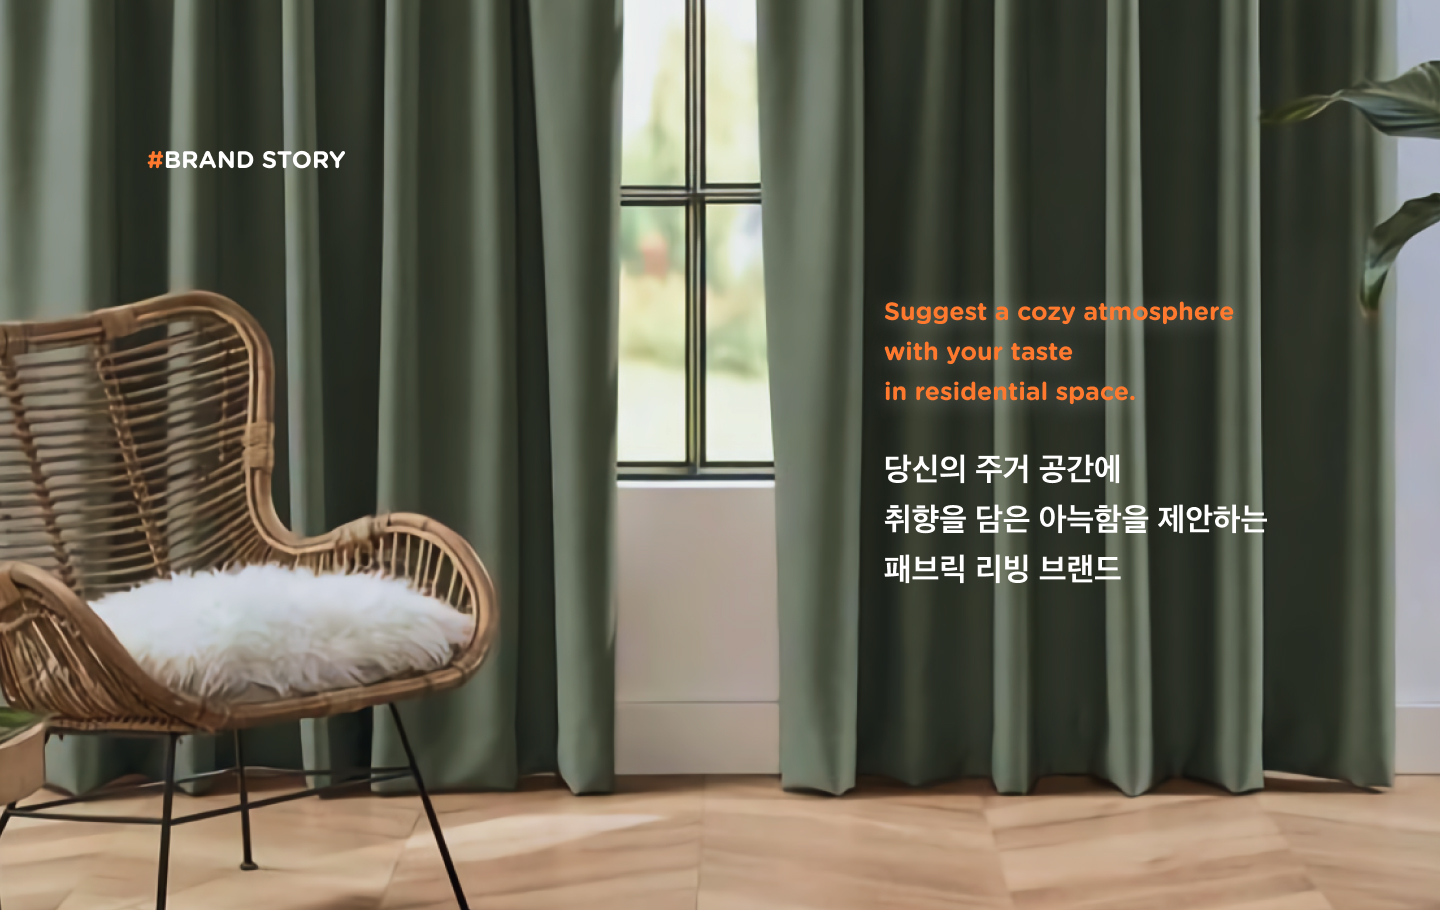 #BRAND STORY
Suggest a cozy atmosphere
with your taste
in residential space.
당신의 주거 공간에
취향을 담은 아늑함을 제안하는
패브릭 리빙 브랜드